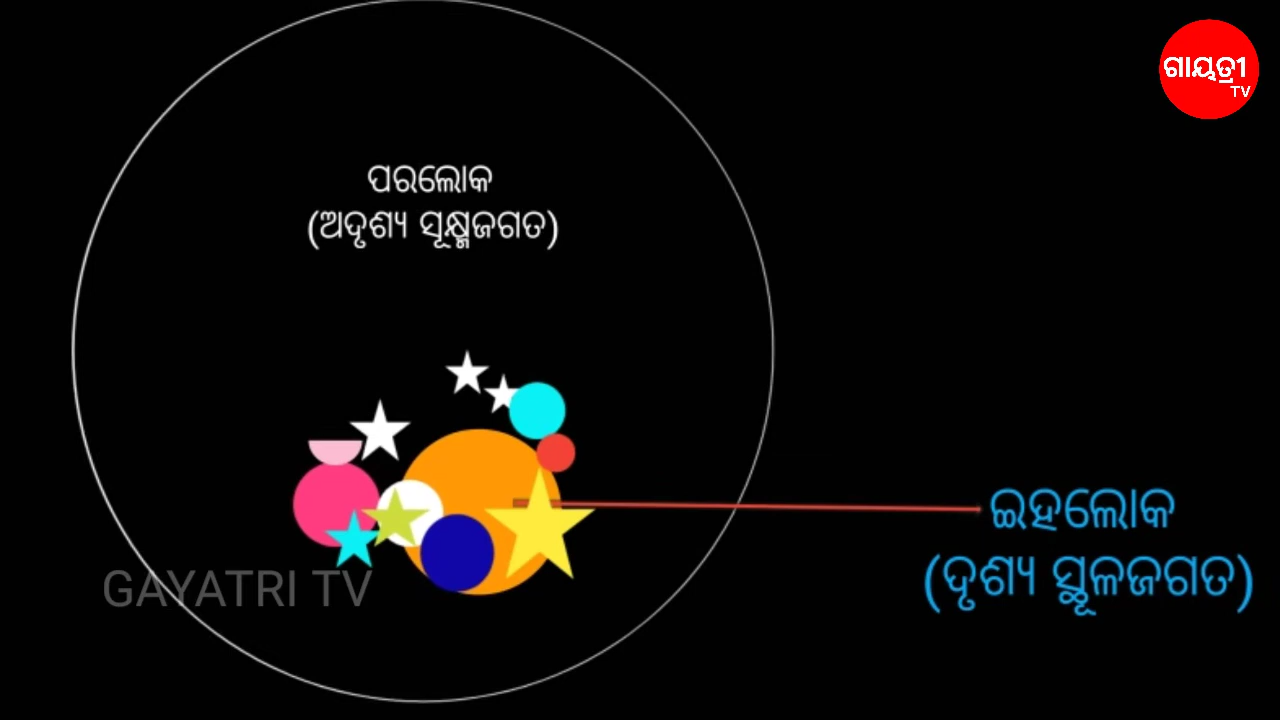 ଗାୟତ୍ରୀ
TV
ପରଲୋକ
(ଅଦୃଶ୍ୟ ସୂକ୍ଷ୍ମଜଗତ)
ଇହଲୋକ
(ଦୃଶ୍ୟ ସ୍ଥୂଳଜଗତ)
GAYATRI TV